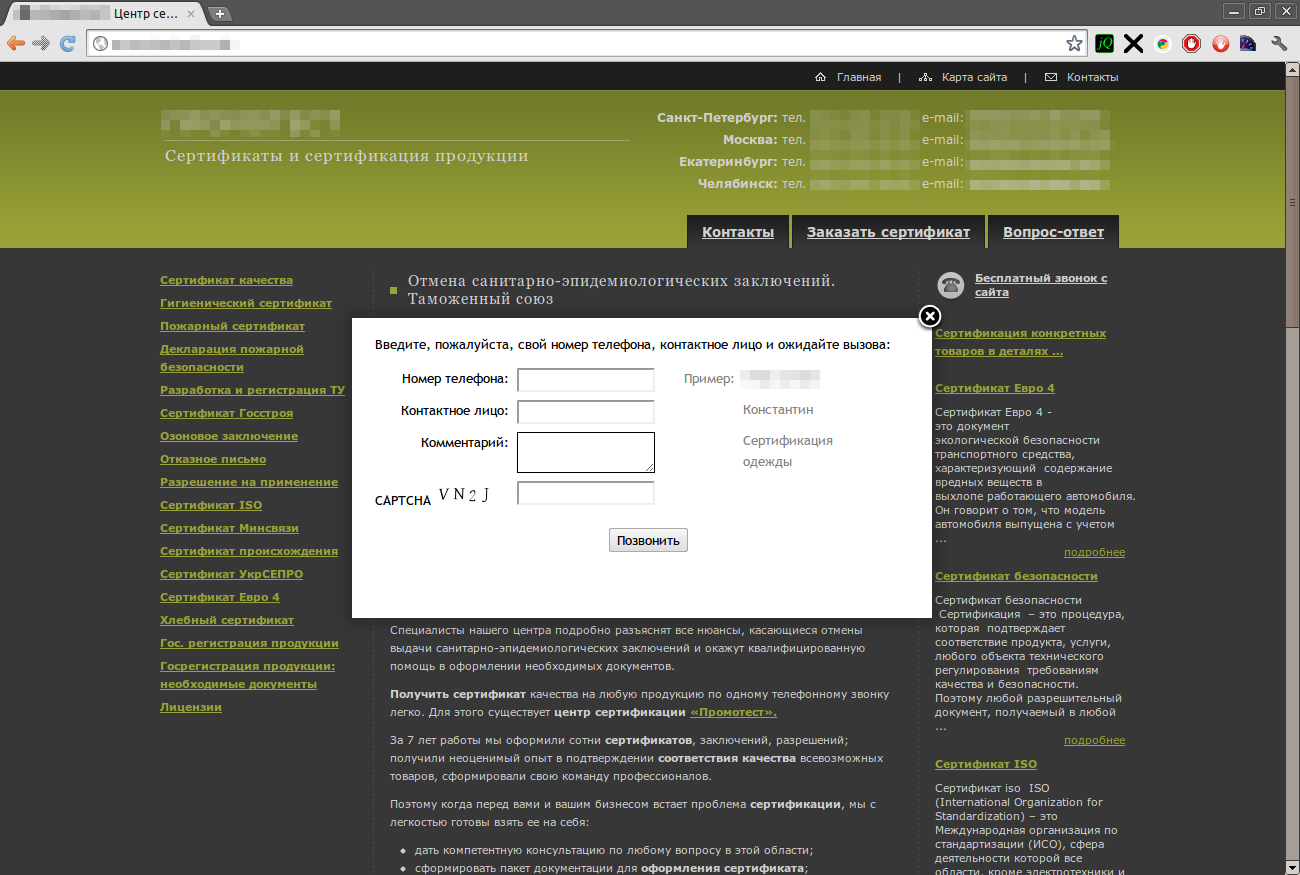 Центр се...
Главная | Карта сайта | Контакты
Санкт-Петербург: тел. e-mail:
Москва: тел. e-mail:
Екатеринбург: тел. e-mail:
Челябинск: тел. e-mail:
Сертификаты и сертификация продукции
Контакты
Заказать сертификат
Вопрос-ответ
Сертификат качества
Гигиенический сертификат
Пожарный сертификат
Декларация пожарной
безопасности
Разработка и регистрация ТУ
Сертификат Госстроя
Озоновое заключение
Отказное письмо
Разрешение на применение
Сертификат ISO
Сертификат Минсвязи
Сертификат происхождения
Сертификат УкрСЕПРО
Сертификат Евро 4
Хлебный сертификат
Гос. регистрация продукции
Госрегистрация продукции:
необходимые документы
Лицензии
Отмена санитарно-эпидемиологических заключений.
Таможенный союз
Введите, пожалуйста, свой номер телефона, контактное лицо и ожидайте вызова:
Номер телефона:
Пример:
Контактное лицо:
Константин
Комментарий:
Сертификация
одежды
CAPTCHA VN2J
Позвонить
Специалисты нашего центра подробно разъяснят все нюансы, касающиеся отмены
выдачи санитарно-эпидемиологических заключений и окажут квалифицированную
помощь в оформлении необходимых документов.
Получить сертификат качества на любую продукцию по одному телефонному звонку
легко. Для этого существует центр сертификации «Промотест».
За 7 лет работы мы оформили сотни сертификатов, заключений, разрешений;
получили неоценимый опыт в подтверждении соответствия качества всевозможных
товаров, сформировали свою команду профессионалов.
Поэтому когда перед вами и вашим бизнесом встает проблема сертификации, мы с
легкостью готовы взять ее на себя:
дать компетентную консультацию по любому вопросу в этой области;
сформировать пакет документации для оформления сертификата;
Бесплатный звонок с
сайта
Сертификация конкретных
товаров в деталях ...
Сертификат Евро 4
Сертификат Евро 4 -
это документ
экологической безопасности
транспортного средства,
характеризующий содержание
вредных веществ в
выхлопе работающего автомобиля.
Он говорит о том, что модель
автомобиля выпущена с учетом
...
подробнее
Сертификат безопасности
Сертификат безопасности
Сертификация – это процедура,
которая подтверждает
соответствие продукта, услуги,
любого объекта технического
регулирования требованиям
качества и безопасности.
Поэтому любой разрешительный
документ, получаемый в любой
...
подробнее
Сертификат ISO
Сертификат iso ISO
(International Organization for
Standardization) – это
Международная организация по
стандартизации (ИСО), сфера
деятельности которой все
области, кроме электротехники и